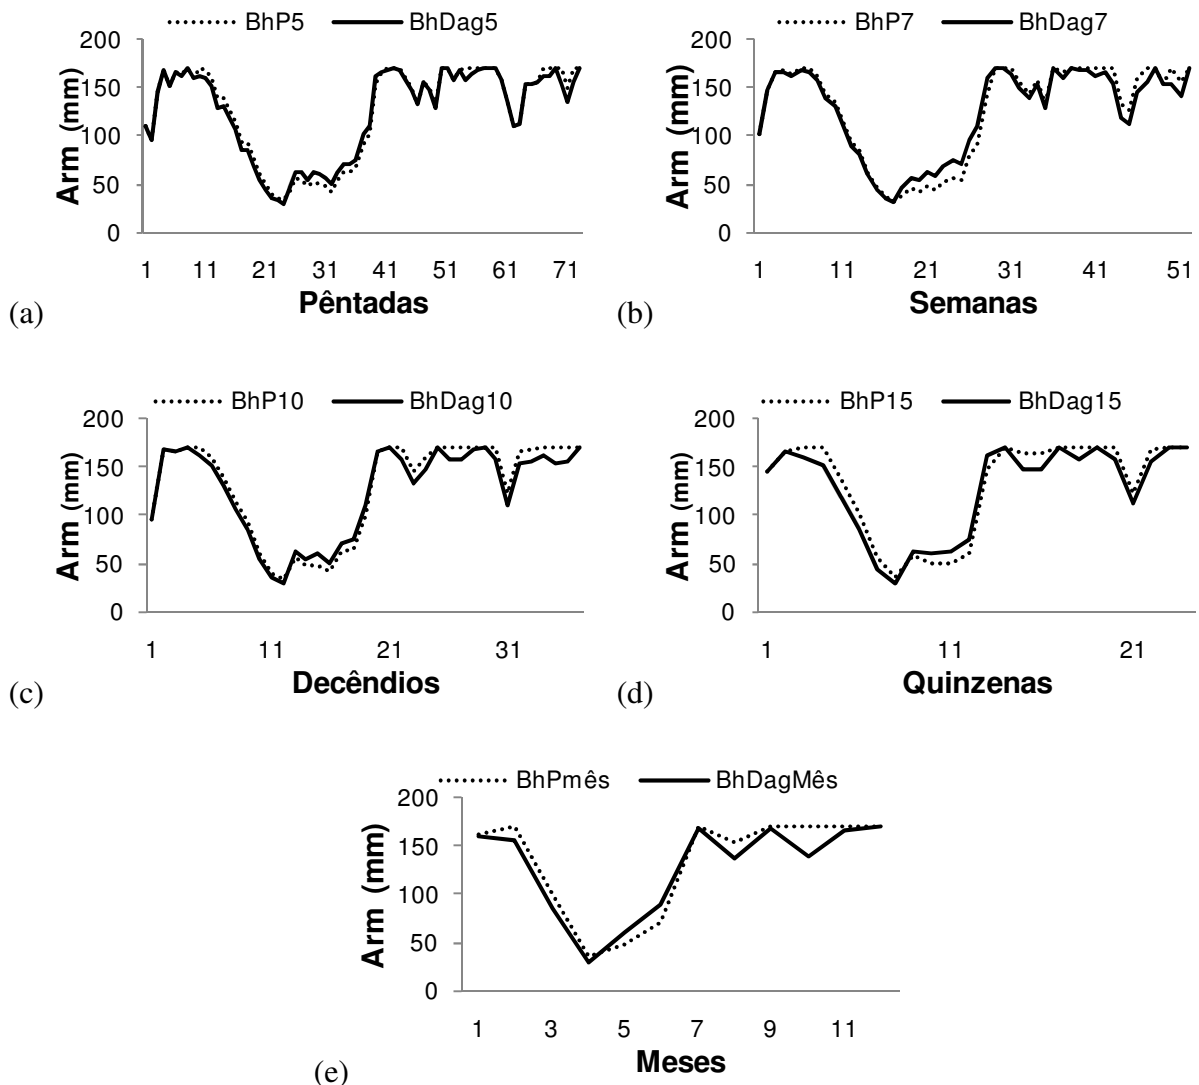 BhP5 BhDag5
200
150
100
50
0
Arm (mm)
1 11 21 31 41 51 61 71
Pêntadas
(a)
BhP7 BhDag7
200
150
100
50
0
Arm (mm)
1 11 21 31 41 51
Semanas
(b)
BhP10 BhDag10
200
150
100
50
0
Arm (mm)
1 11 21 31
Decêndios
(c)
BhP15 BhDag15
200
150
100
50
0
Arm (mm)
1 11 21
Quinzenas
(d)
BhPmês BhDagMês
200
150
100
50
0
Arm (mm)
1 3 5 7 9 11
Meses
(e)